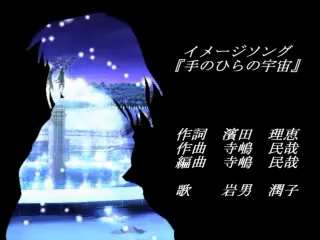 イメージソング
『手のひらの宇宙』
作詞　濱田　理恵
作曲　寺嶋　民哉
編曲　寺嶋　民哉
歌　　岩男　潤子